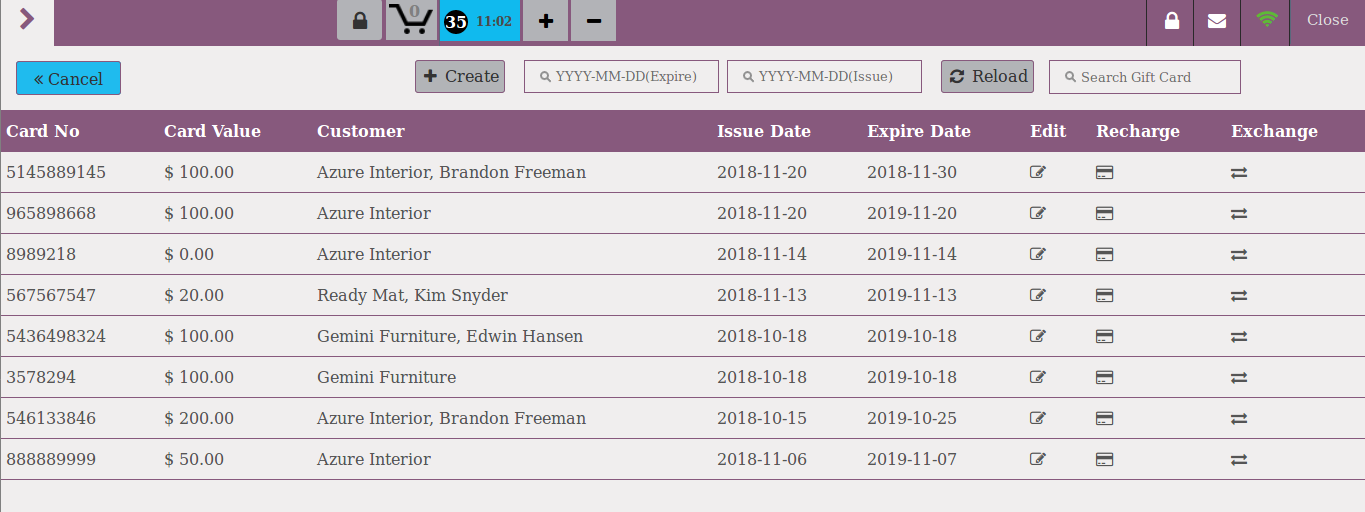 0 35 11:02 + − Close
« Cancel + Create YYYY-MM-DD(Expire) YYYY-MM-DD(Issue) Reload Search Gift Card
Card No Card Value Customer Issue Date Expire Date Edit Recharge Exchange
5145889145 $ 100.00 Azure Interior, Brandon Freeman 2018-11-20 2018-11-30
965898668 $ 100.00 Azure Interior 2018-11-20 2019-11-20
8989218 $ 0.00 Azure Interior 2018-11-14 2019-11-14
567567547 $ 20.00 Ready Mat, Kim Snyder 2018-11-13 2019-11-13
5436498324 $ 100.00 Gemini Furniture, Edwin Hansen 2018-10-18 2019-10-18
3578294 $ 100.00 Gemini Furniture 2018-10-18 2019-10-18
546133846 $ 200.00 Azure Interior, Brandon Freeman 2018-10-15 2019-10-25
888889999 $ 50.00 Azure Interior 2018-11-06 2019-11-07